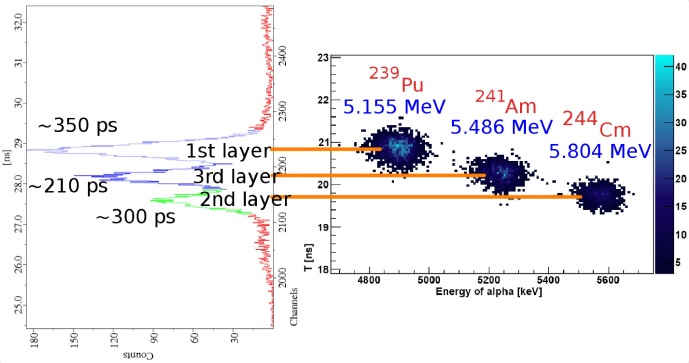 32.0
31.0
30.0
29.0
28.0
27.0
26.0
25.0
[ns]
~350 ps
~210 ps
~300 ps
1st layer
3rd layer
2nd layer
2400
2300
2200
2100
2000
Channels
180
150
120
90
60
30
Counts
23
22
21
20
19
18
T [ns]
239Pu
5.155 MeV
241Am
5.486 MeV
244Cm
5.804 MeV
4800
5000
5200
5400
5600
Energy of alpha [keV]
40
35
30
25
20
15
10
5